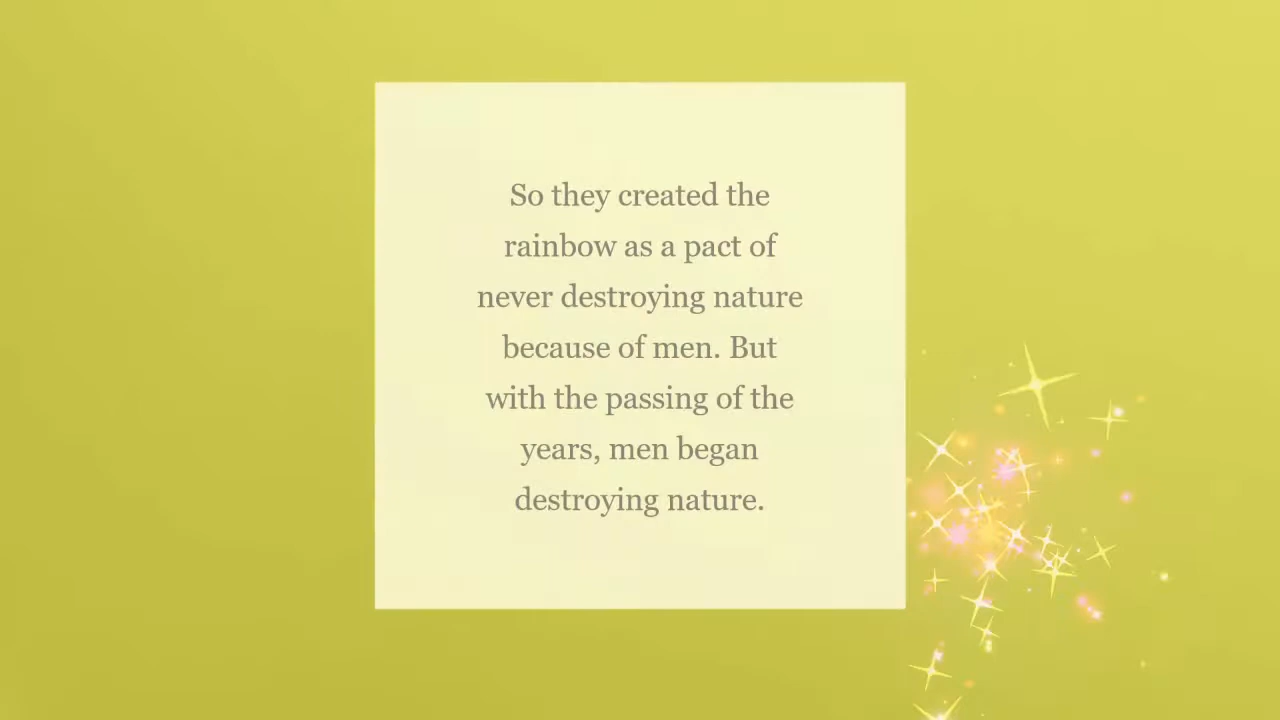 So they created the
rainbow as a pact of
never destroying nature
because of men. But
with the passing of the
years, men began
destroying nature.